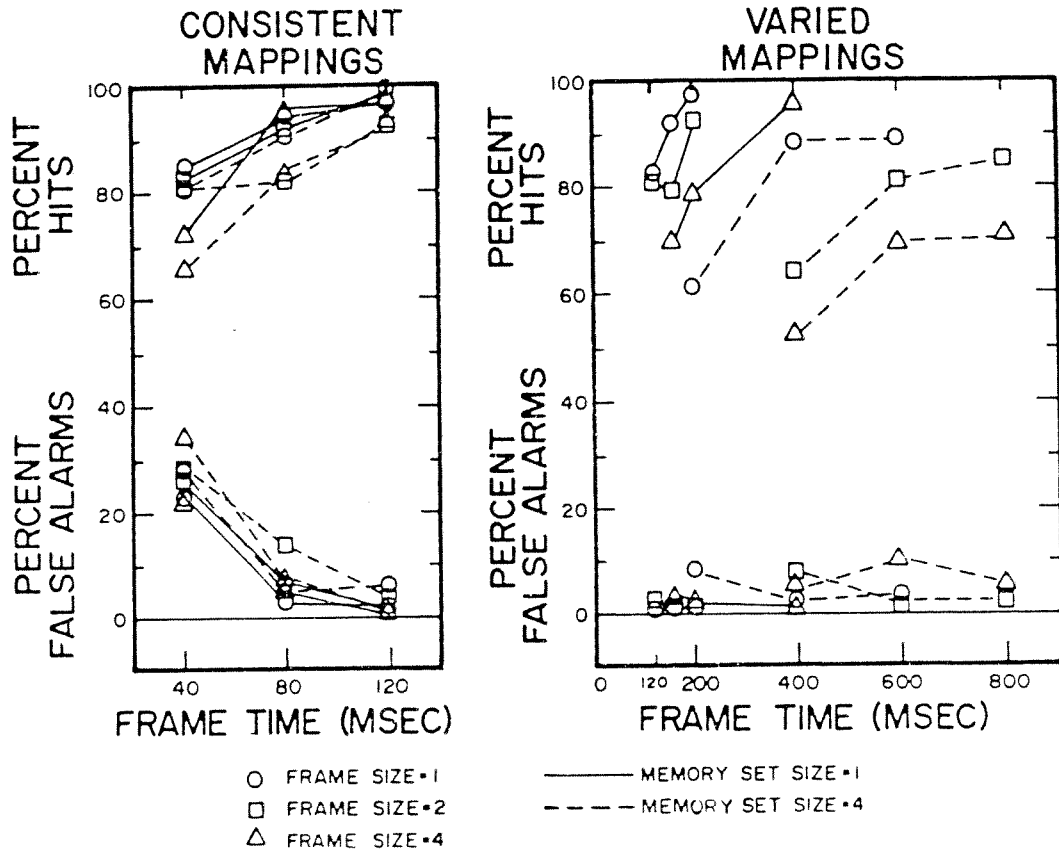 CONSISTENT
MAPPINGS
PERCENT
HITS
PERCENT
FALSE ALARMS
100
80
60
40
20
0
40 80 120
FRAME TIME (MSEC)
VARIED
MAPPINGS
PERCENT
HITS
PERCENT
FALSE ALARMS
100
80
60
40
20
0
0 120 200 400 600 800
FRAME TIME (MSEC)
FRAME SIZE=1
FRAME SIZE=2
FRAME SIZE=4
MEMORY SET SIZE=1
MEMORY SET SIZE=4